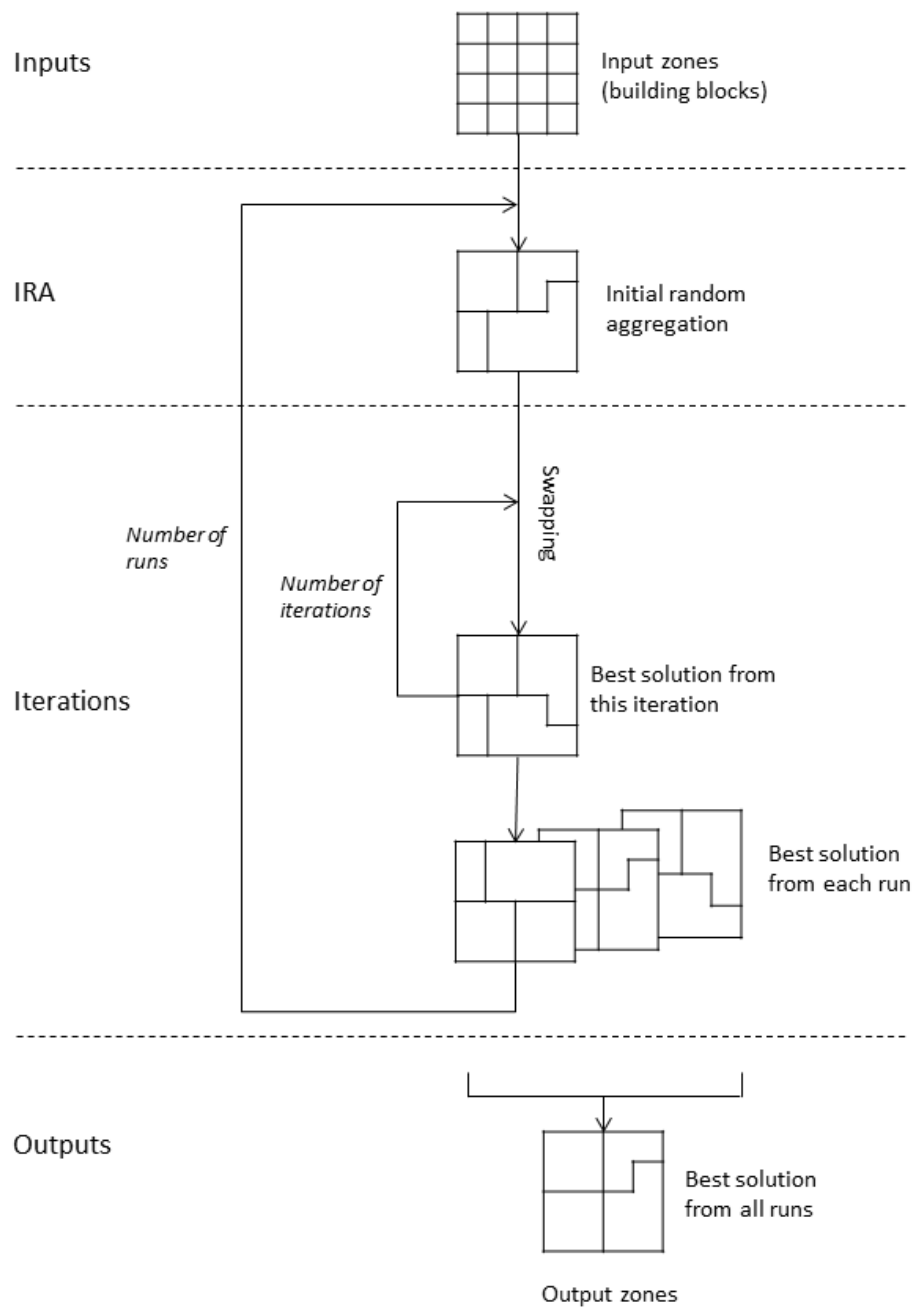 Inputs
Input zones
(building blocks)
IRA
Initial random
aggregation
Swapping
Number of
runs
Number of
iterations
Iterations
Best solution from
this iteration
Best solution
from each run
Outputs
Best solution
from all runs
Output zones